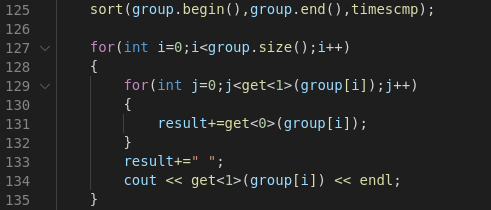 125 sort(group.begin(),group.end(),timescmp);
126
127 for(int i=0;i<group.size();i++)
128 {
129 for(int j=0;j<get<1>(group[i]);j++)
130 {
131 result+=get<0>(group[i]);
132 }
133 result+=" ";
134 cout << get<1>(group[i]) << endl;
135 }